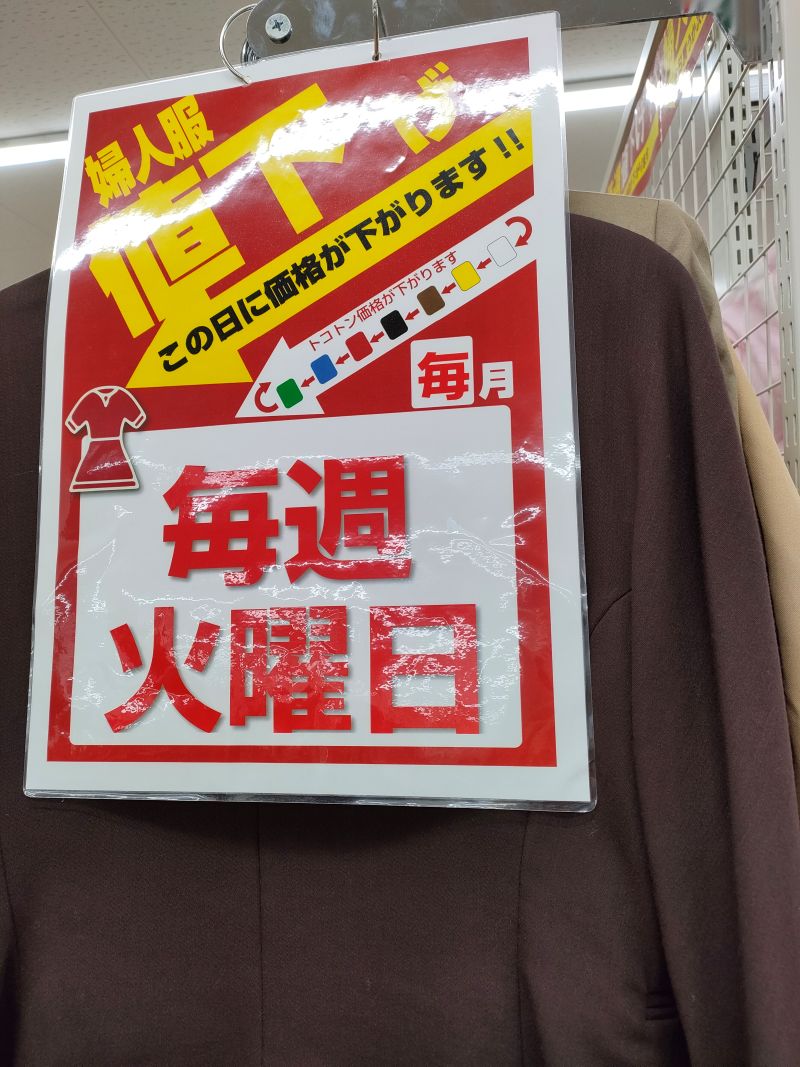 婦人服
値下げ
この日に価格が下がります!!
トコトン価格が下がります
毎月
毎週
火曜日